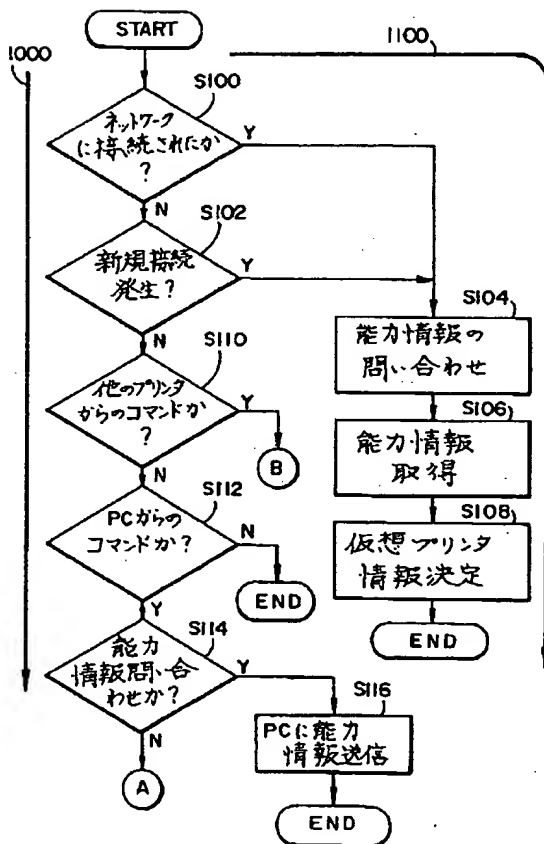 START
1000
1100
S100
ネットワーク
に接続されたか
?
Y
N
S102
新規接続
発生?
Y
N
S104
能力情報の
問い合わせ
S110
他のプリンタ
からのコマンドか
?
Y
B
N
S106
能力情報
取得
S112
PCからの
コマンドか?
N
END
Y
S108
仮想プリンタ
情報決定
END
S114
能力
情報問い合
わせか?
Y
N
A
S116
PCに能力
情報送信
END